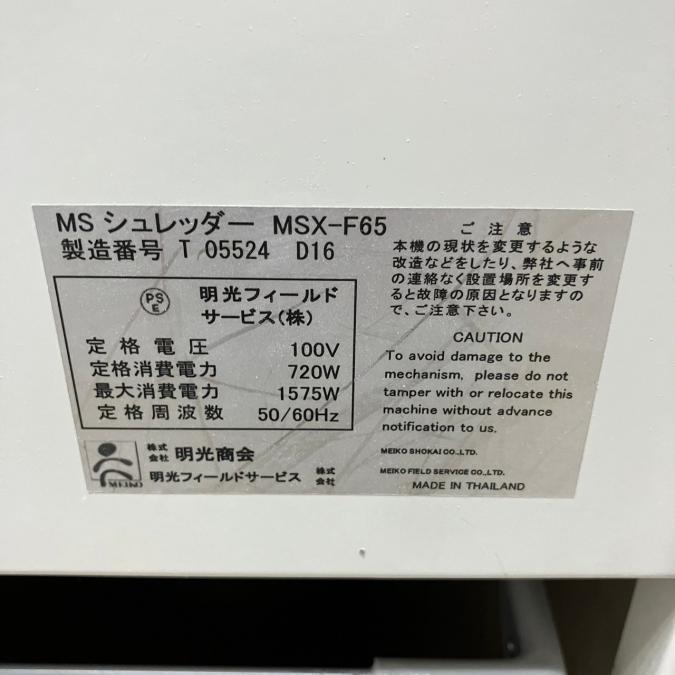 MS シュレッダー MSX-F65
製造番号 T 05524 D16
PS
E
明光フィールド
サービス(株)
定格電圧 100V
定格消費電力 720W
最大消費電力 1575W
定格周波数 50/60Hz
MEIKO
株式
会社 明光商会
明光フィールドサービス 株式
会社
ご注意
本機の現状を変更するような
改造などをしたり、弊社へ事前
の連絡なく設置場所を変更す
ると故障の原因となりますの
で、ご注意下さい。
CAUTION
To avoid damage to the
mechanism, please do not
tamper with or relocate this
machine without advance
notification to us.
MEIKO SHOKAI CO.,LTD.
MEIKO FIELD SERVICE CO.,LTD.
MADE IN THAILAND